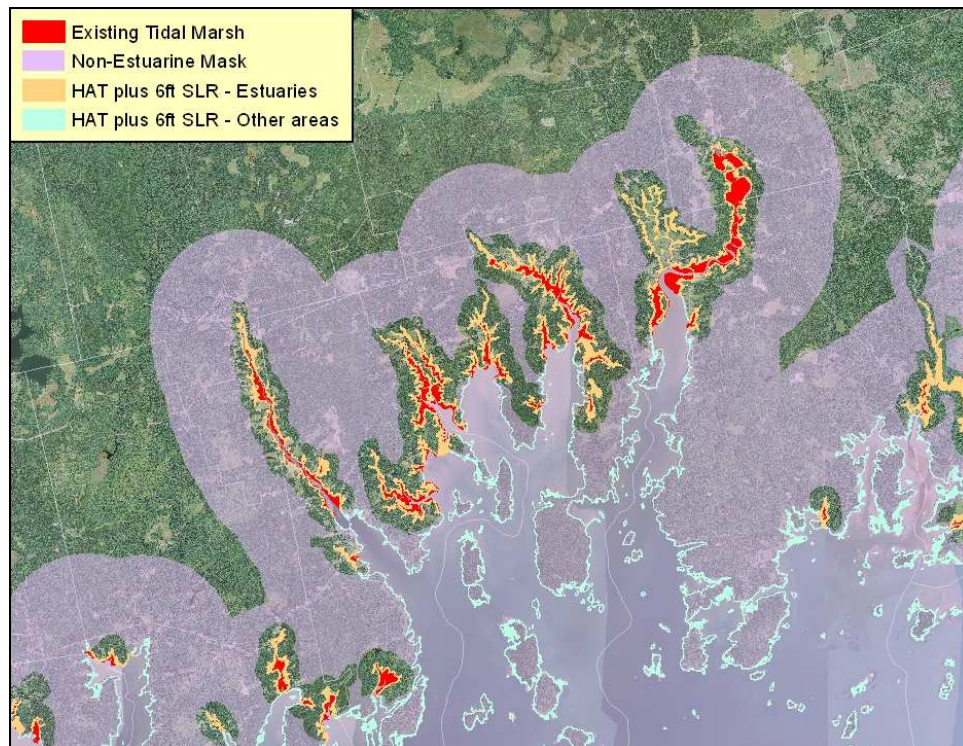 Existing Tidal Marsh
Non-Estuarine Mask
HAT plus 6ft SLR - Estuaries
HAT plus 6ft SLR - Other areas